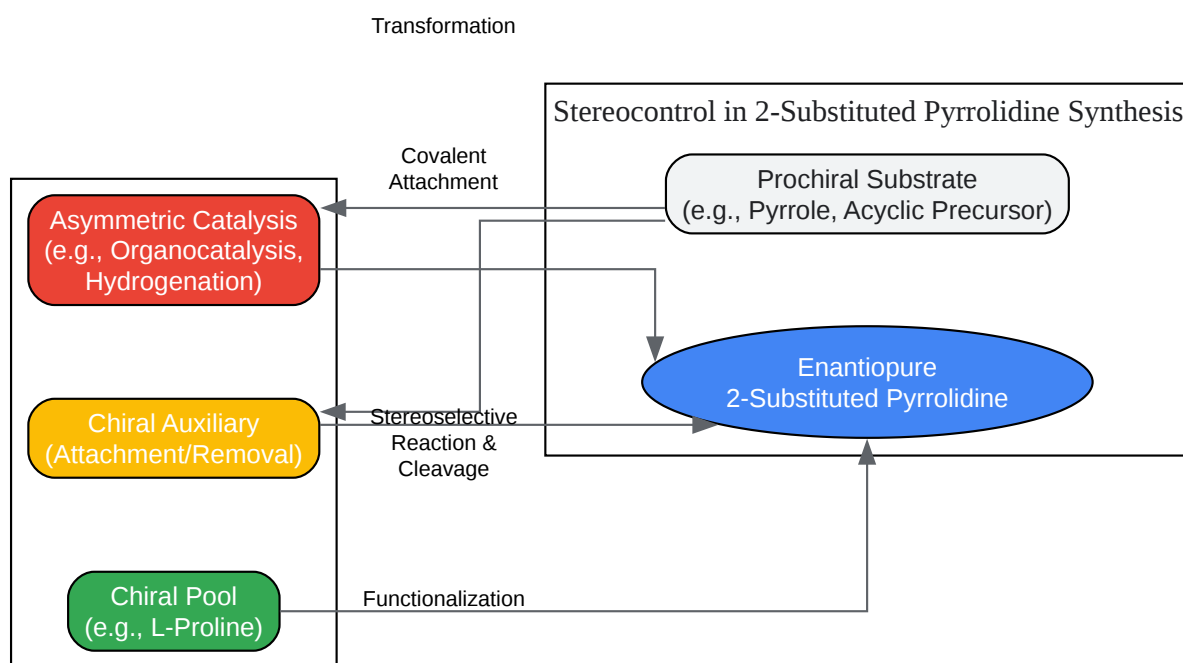 Transformation
Stereocontrol in 2-Substituted Pyrrolidine Synthesis
Covalent
Attachment
Prochiral Substrate
(e.g., Pyrrole, Acyclic Precursor)
Asymmetric Catalysis
(e.g., Organocatalysis,
Hydrogenation)
Enantiopure
2-Substituted Pyrrolidine
Chiral Auxiliary
(Attachment/Removal)
Stereoselective
Reaction &
Cleavage
Chiral Pool
(e.g., L-Proline)
Functionalization